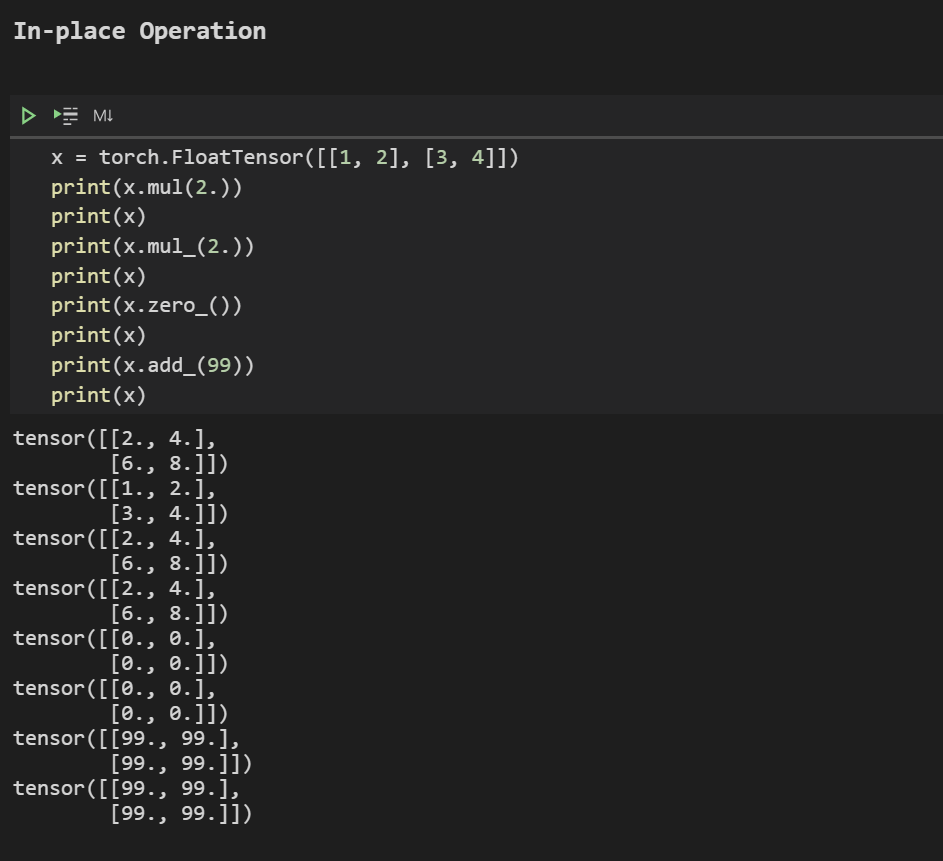 In-place Operation
M↓
x = torch.FloatTensor([[1, 2], [3, 4]])
print(x.mul(2.))
print(x)
print(x.mul_(2.))
print(x)
print(x.zero_())
print(x)
print(x.add_(99))
print(x)
tensor([[2., 4.],
        [6., 8.]])
tensor([[1., 2.],
        [3., 4.]])
tensor([[2., 4.],
        [6., 8.]])
tensor([[2., 4.],
        [6., 8.]])
tensor([[0., 0.],
        [0., 0.]])
tensor([[0., 0.],
        [0., 0.]])
tensor([[99., 99.],
        [99., 99.]])
tensor([[99., 99.],
        [99., 99.]])